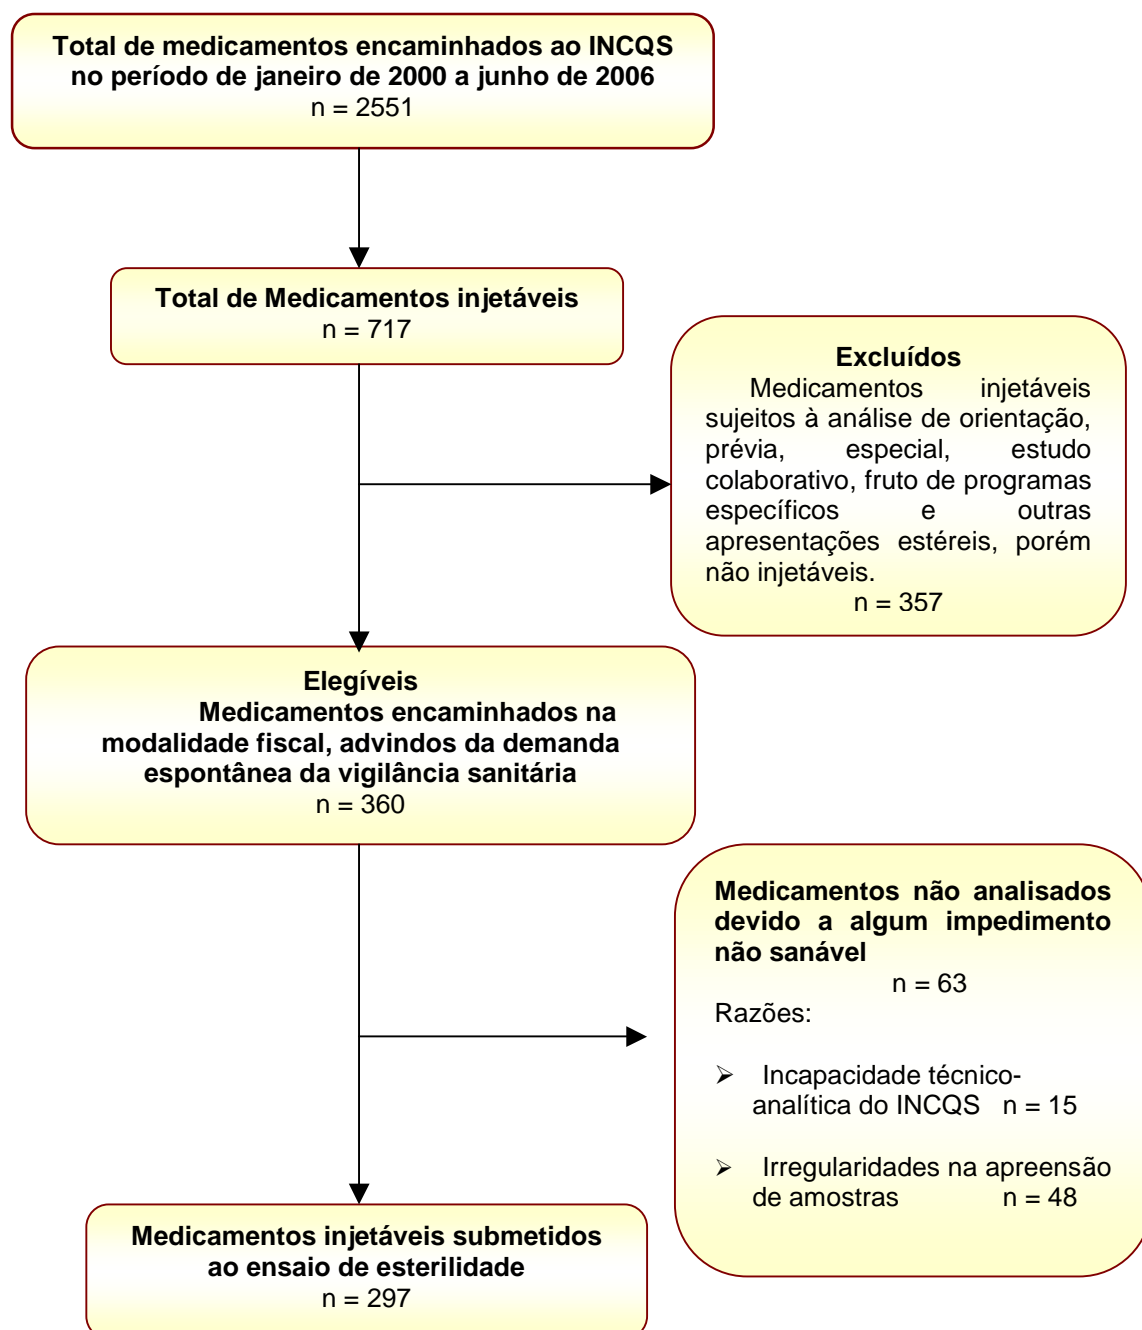 Total de medicamentos encaminhados ao INCQS
no período de janeiro de 2000 a junho de 2006
n = 2551
Total de Medicamentos injetáveis
n = 717
Excluídos
Medicamentos injetáveis
sujeitos à análise de orientação,
prévia, especial, estudo
colaborativo, fruto de programas
específicos e outras
apresentações estéreis, porém
não injetáveis.
n = 357
Elegíveis
Medicamentos encaminhados na
modalidade fiscal, advindos da demanda
espontânea da vigilância sanitária
n = 360
Medicamentos não analisados
devido a algum impedimento
não sanável
n = 63
Razões:
➢ Incapacidade técnico-
analítica do INCQS n = 15
➢ Irregularidades na apreensão
de amostras n = 48
Medicamentos injetáveis submetidos
ao ensaio de esterilidade
n = 297